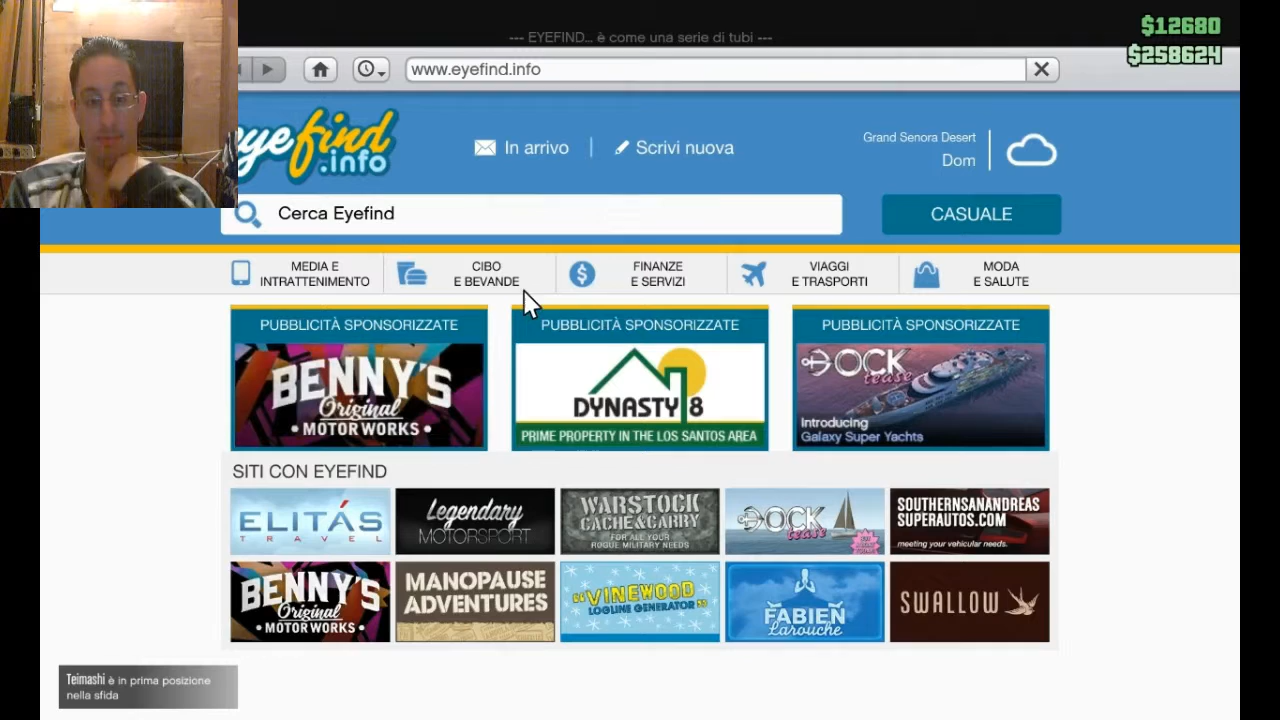 $12680
$258624
--- EYEFIND... è come una serie di tubi ---
www.eyefind.info
eyefind
.info
In arrivo
Scrivi nuova
Grand Senora Desert
Dom
Cerca Eyefind
CASUALE
MEDIA E
INTRATTENIMENTO
CIBO
E BEVANDE
FINANZE
E SERVIZI
VIAGGI
E TRASPORTI
MODA
E SALUTE
PUBBLICITÀ SPONSORIZZATE
BENNY'S
Original
• MOTOR WORKS •
PUBBLICITÀ SPONSORIZZATE
DYNASTY 8
PRIME PROPERTY IN THE LOS SANTOS AREA
PUBBLICITÀ SPONSORIZZATE
DOCK
tease
Introducing
Galaxy Super Yachts
SITI CON EYEFIND
ELITÁS
TRAVEL
Legendary
MOTORSPORT
WARSTOCK
CACHE & CARRY
FOR ALL YOUR
ROGUE MILITARY NEEDS
DOCK
tease
SOUTHERNSANANDREAS
SUPERAUTOS.COM
meeting your vehicular needs.
BENNY'S
Original
• MOTOR WORKS •
MANOPAUSE
ADVENTURES
"VINEWOOD
LOGLINE GENERATOR"
FABIEN
Larouche
SWALLOW
Teimashi è in prima posizione
nella sfida